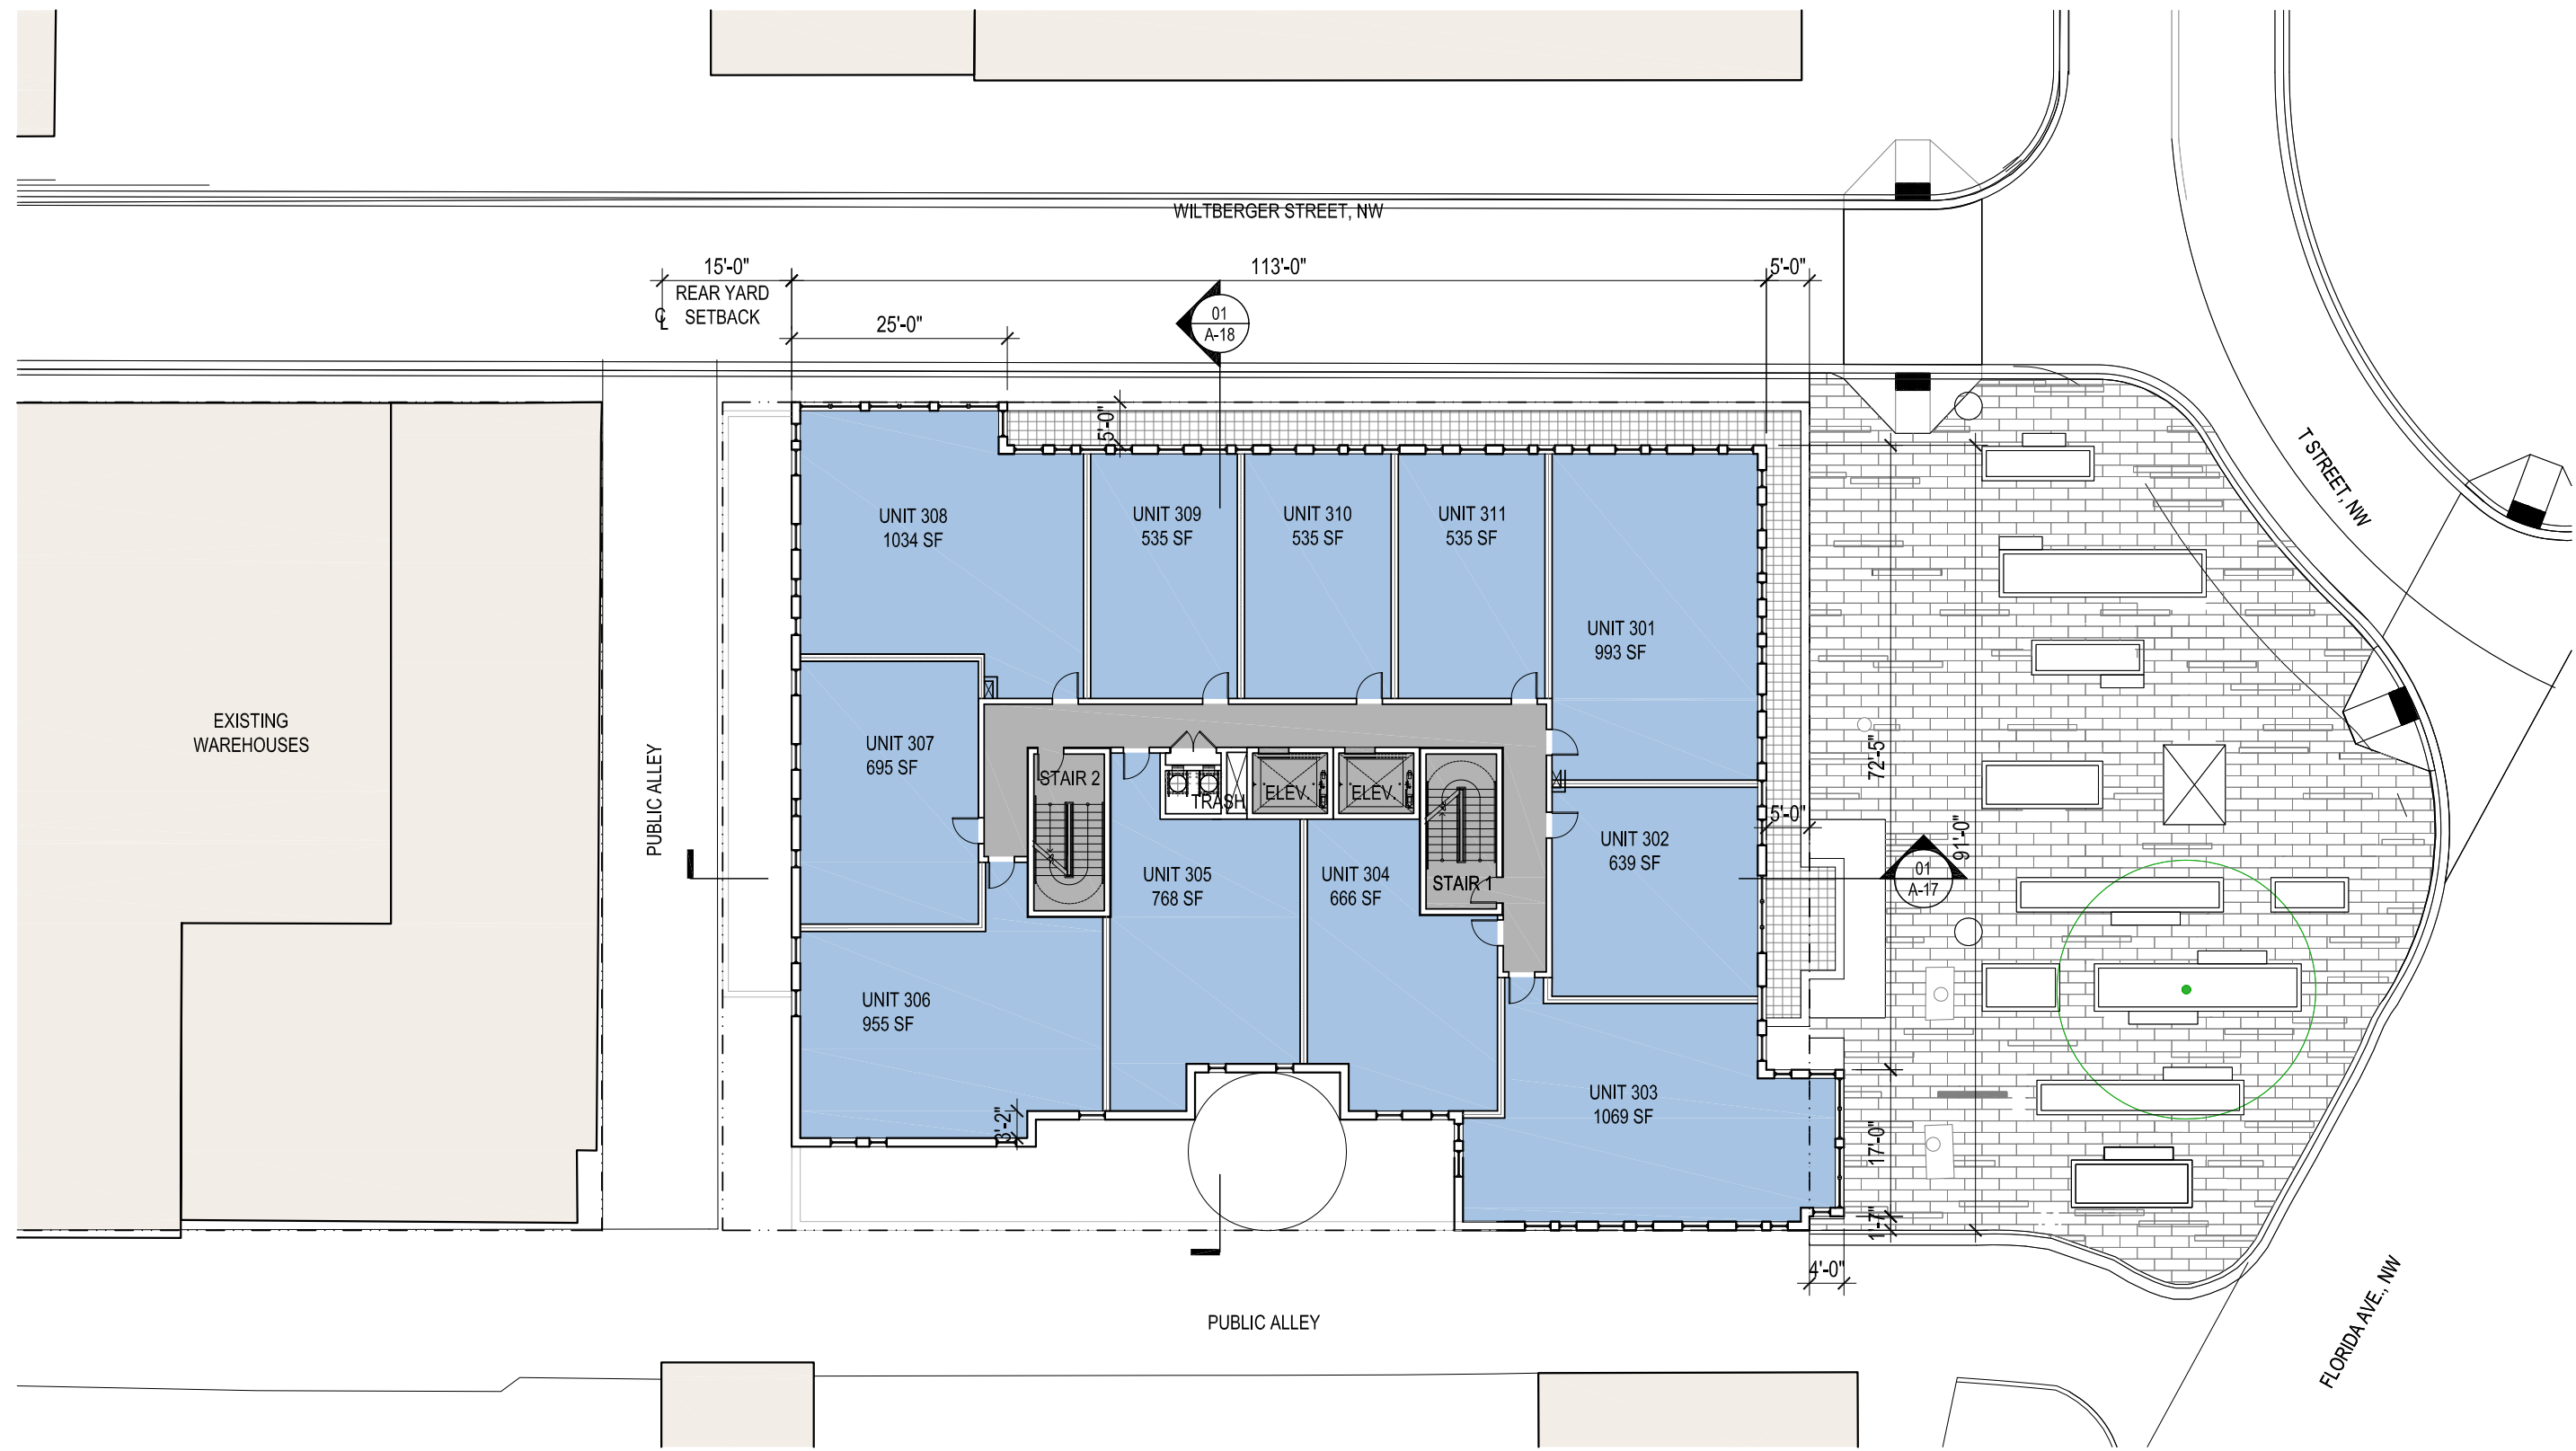 WILTBERGER STREET, NW
15'-0"
113'-0"
5'-0"
REAR YARD
SETBACK
CL
25'-0"
01
A-18
5'-0"
T STREET, NW
UNIT 308
1034 SF
UNIT 309
535 SF
UNIT 310
535 SF
UNIT 311
535 SF
UNIT 301
993 SF
EXISTING
WAREHOUSES
PUBLIC ALLEY
UNIT 307
695 SF
STAIR 2
TRASH
ELEV.
ELEV.
72'-5"
5'-0"
91'-0"
UNIT 302
639 SF
01
A-17
UNIT 305
768 SF
UNIT 304
666 SF
STAIR 1
UNIT 306
955 SF
UNIT 303
1069 SF
3'-2"
17'-0"
1'-7"
4'-0"
PUBLIC ALLEY
FLORIDA AVE., NW